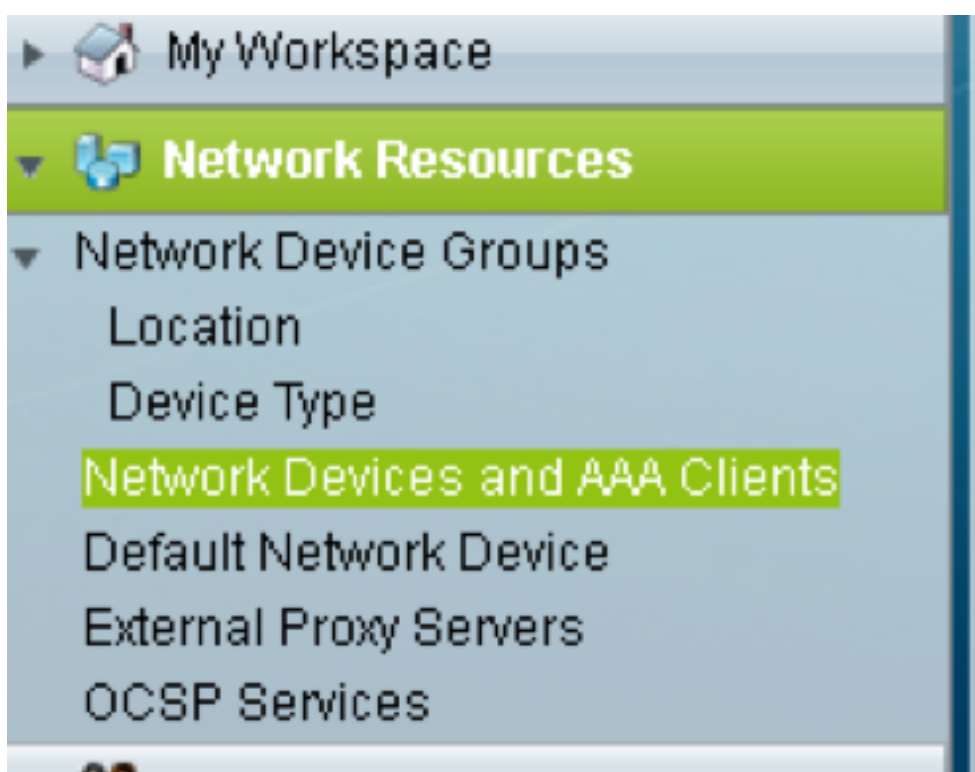 My Workspace
Network Resources
Network Device Groups
Location
Device Type
Network Devices and AAA Clients
Default Network Device
External Proxy Servers
OCSP Services